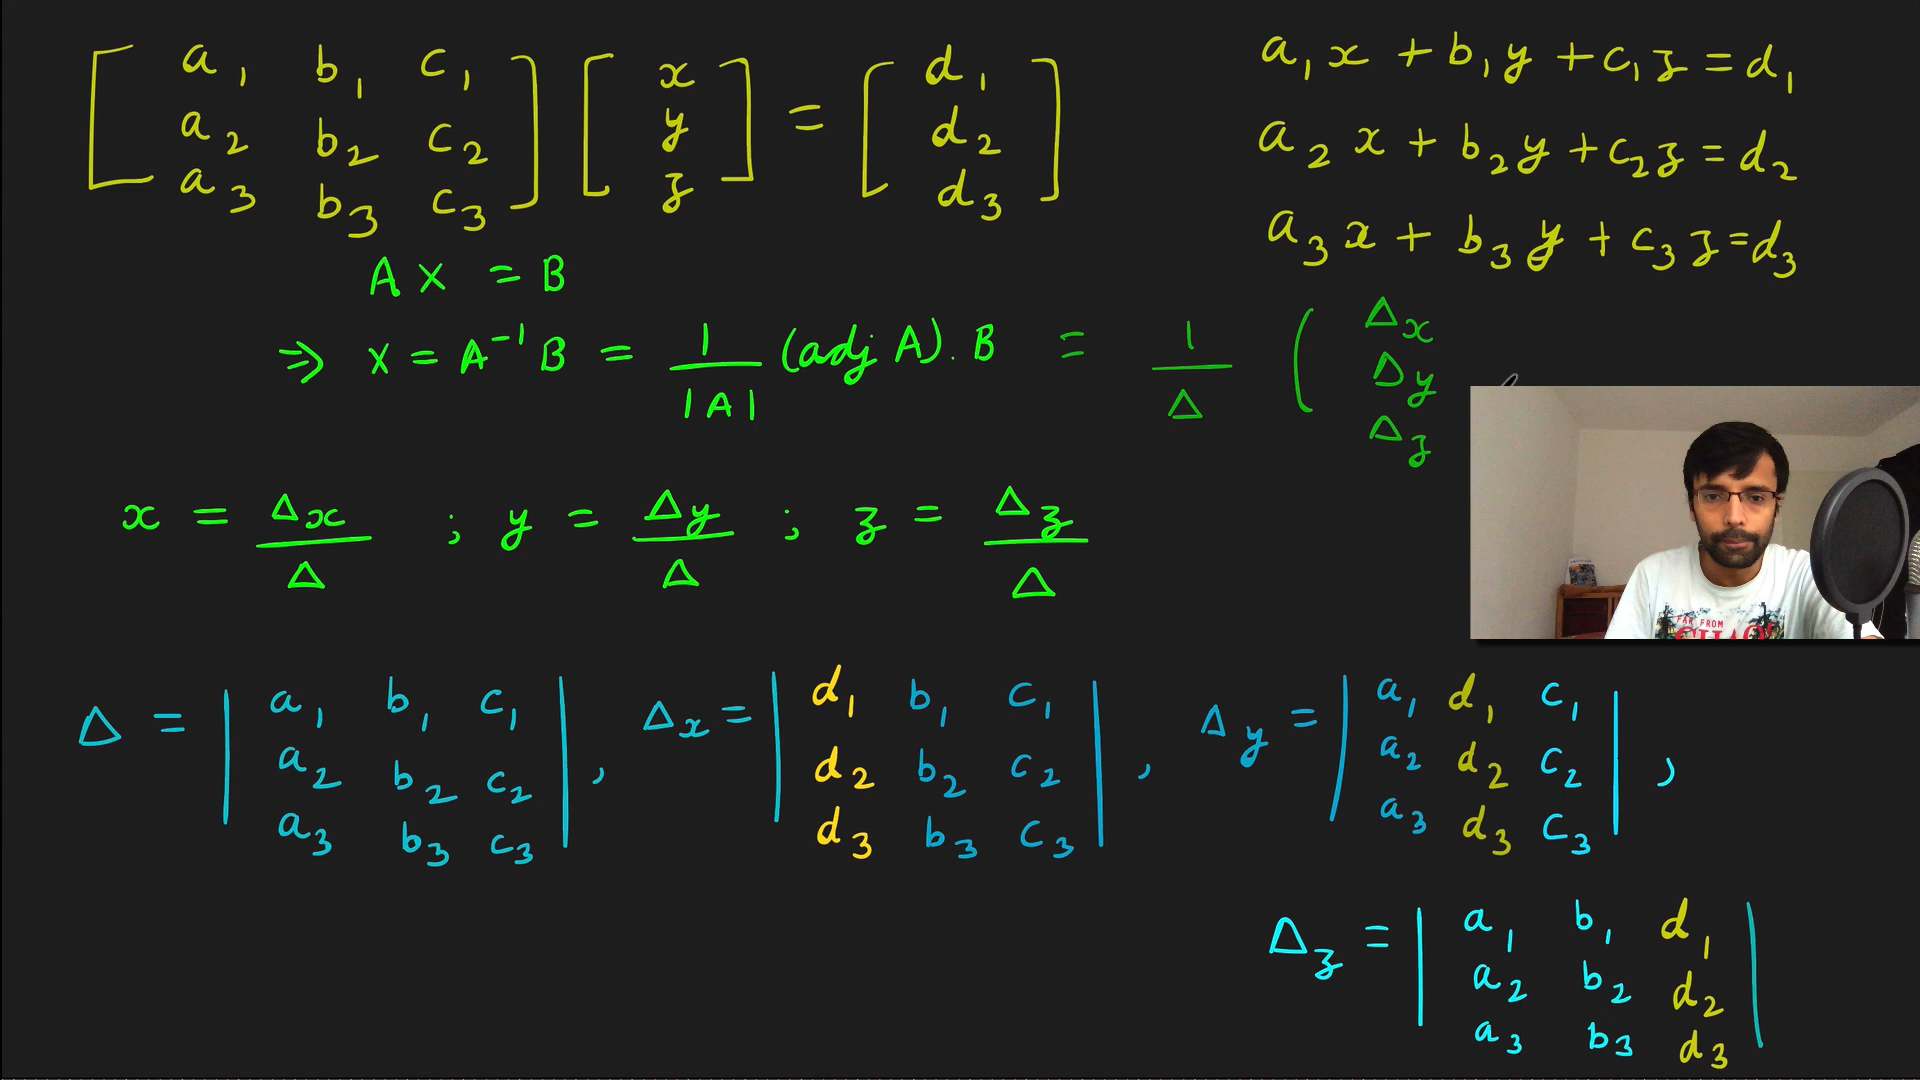 [ a₁ b₁ c₁ ] [ x ] = [ d₁ ]
[ a₂ b₂ c₂ ] [ y ] = [ d₂ ]
[ a₃ b₃ c₃ ] [ z ] = [ d₃ ]
a₁x + b₁y + c₁z = d₁
a₂x + b₂y + c₂z = d₂
a₃x + b₃y + c₃z = d₃
AX = B
⇒ X = A⁻¹B = 1/|A| (adj A). B = 1/Δ ( Δx
Δy
Δz
x = Δx/Δ ; y = Δy/Δ ; z = Δz/Δ
Δ = | a₁ b₁ c₁ |
| a₂ b₂ c₂ | ,
| a₃ b₃ c₃ |
Δx = | d₁ b₁ c₁ |
| d₂ b₂ c₂ | ,
| d₃ b₃ c₃ |
Δy = | a₁ d₁ c₁ |
| a₂ d₂ c₂ | ,
| a₃ d₃ c₃ |
Δz = | a₁ b₁ d₁ |
| a₂ b₂ d₂ |
| a₃ b₃ d₃ |
FAR FROM